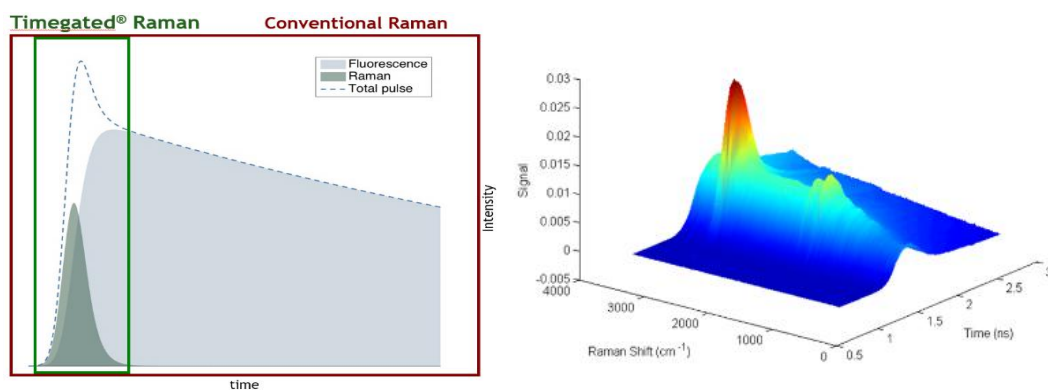 Timegated® Raman
Conventional Raman
Fluorescence
Raman
Total pulse
Intensity
time
0.03
0.025
0.02
0.015
0.01
0.005
0
-0.005
Signal
4000
3000
2000
1000
0
Raman Shift (cm-1)
0.5
1
1.5
2
2.5
3
Time (ns)